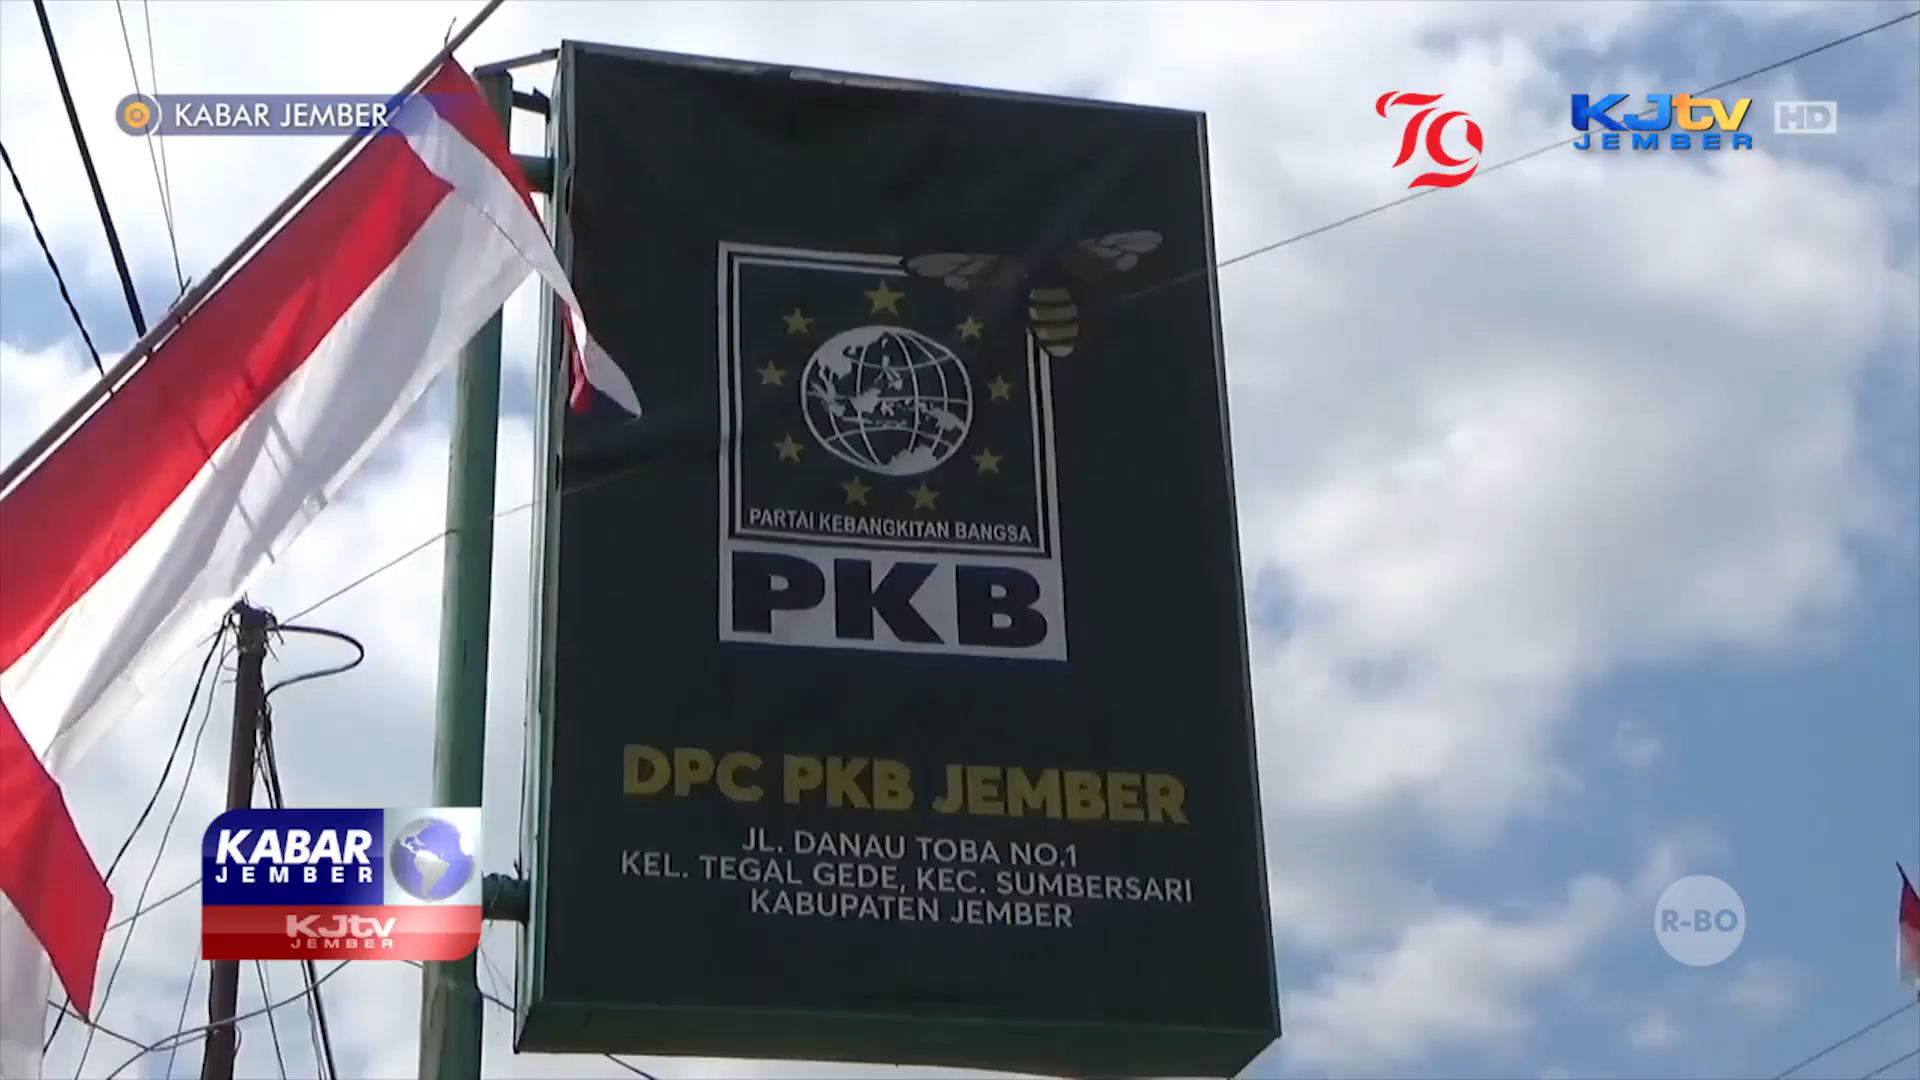 KABAR JEMBER
79
KJtv
JEMBER
HD
PARTAI KEBANGKITAN BANGSA
PKB
DPC PKB JEMBER
JL. DANAU TOBA NO.1
KEL. TEGAL GEDE, KEC. SUMBERSARI
KABUPATEN JEMBER
KABAR
JEMBER
KJtv
JEMBER
R-BO